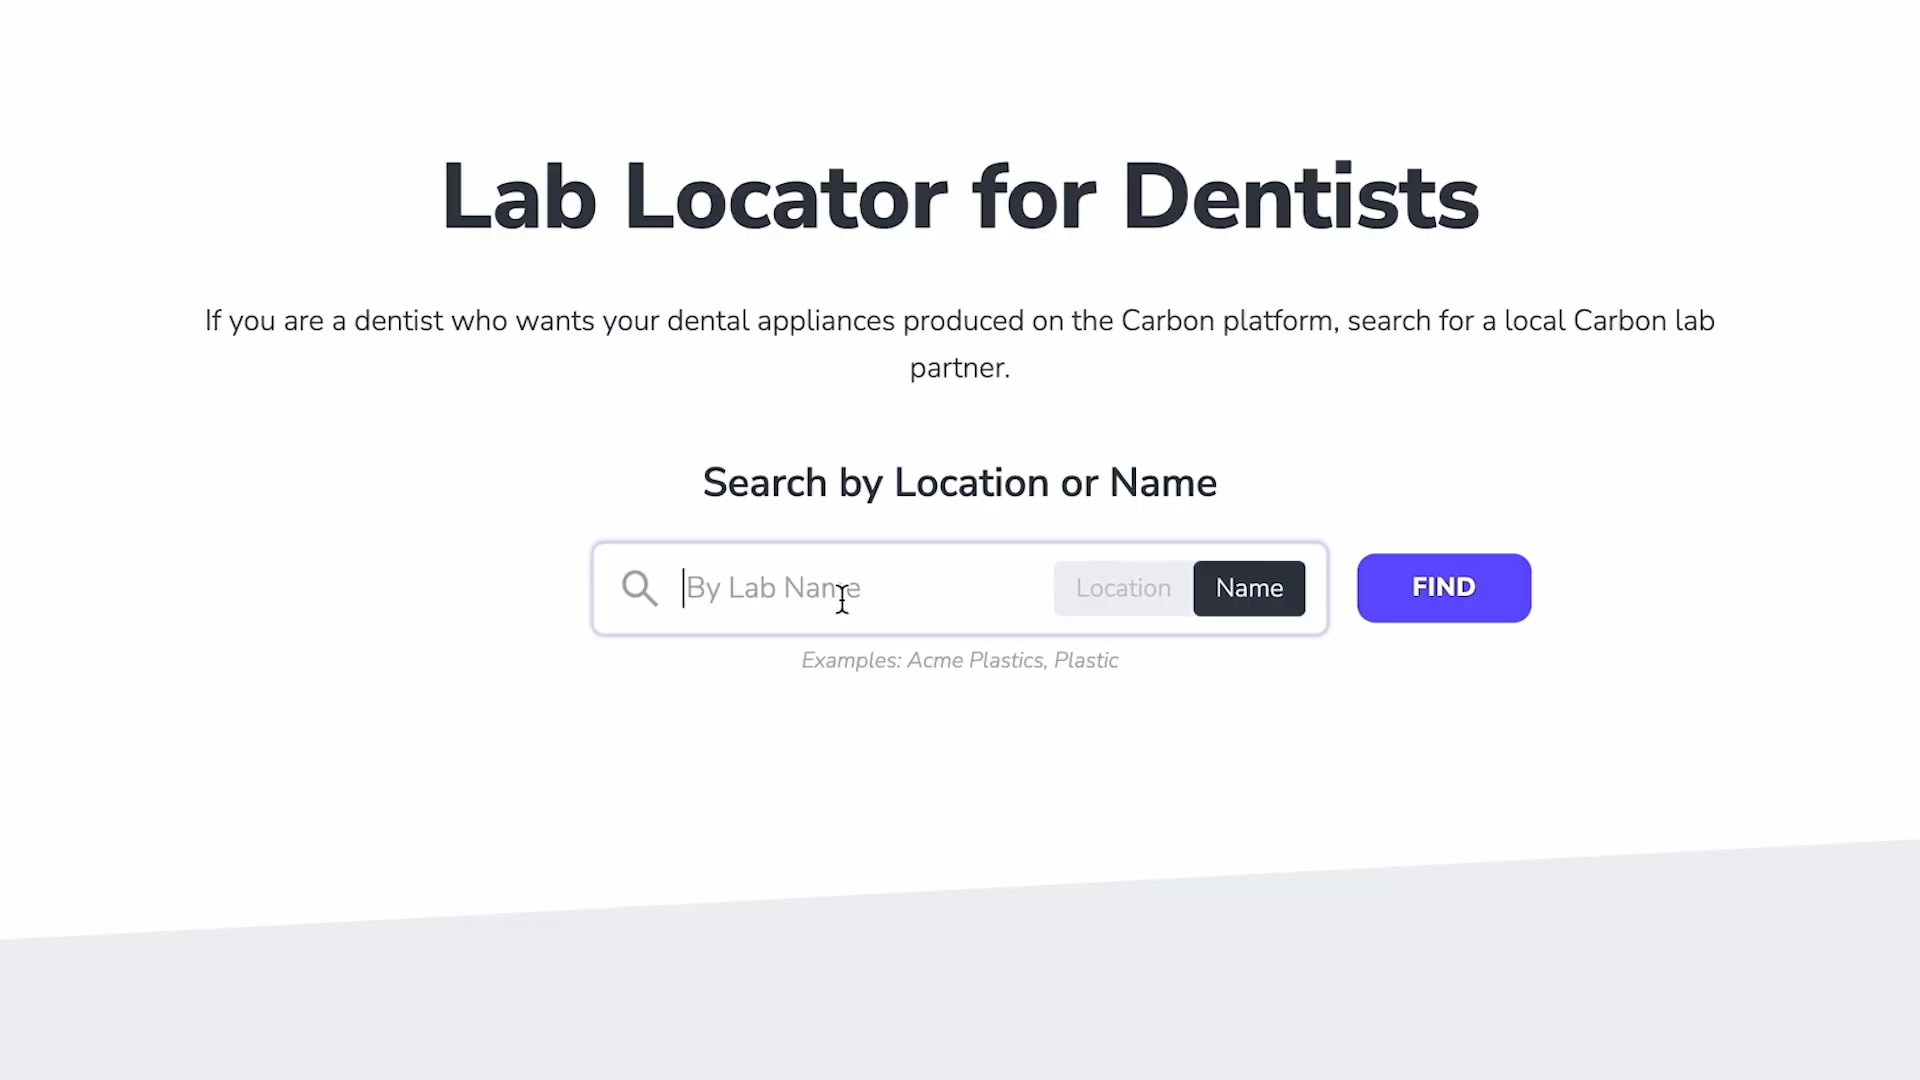 Lab Locator for Dentists
If you are a dentist who wants your dental appliances produced on the Carbon platform, search for a local Carbon lab
partner.
Search by Location or Name
By Lab Name
Location
Name
FIND
Examples: Acme Plastics, Plastic